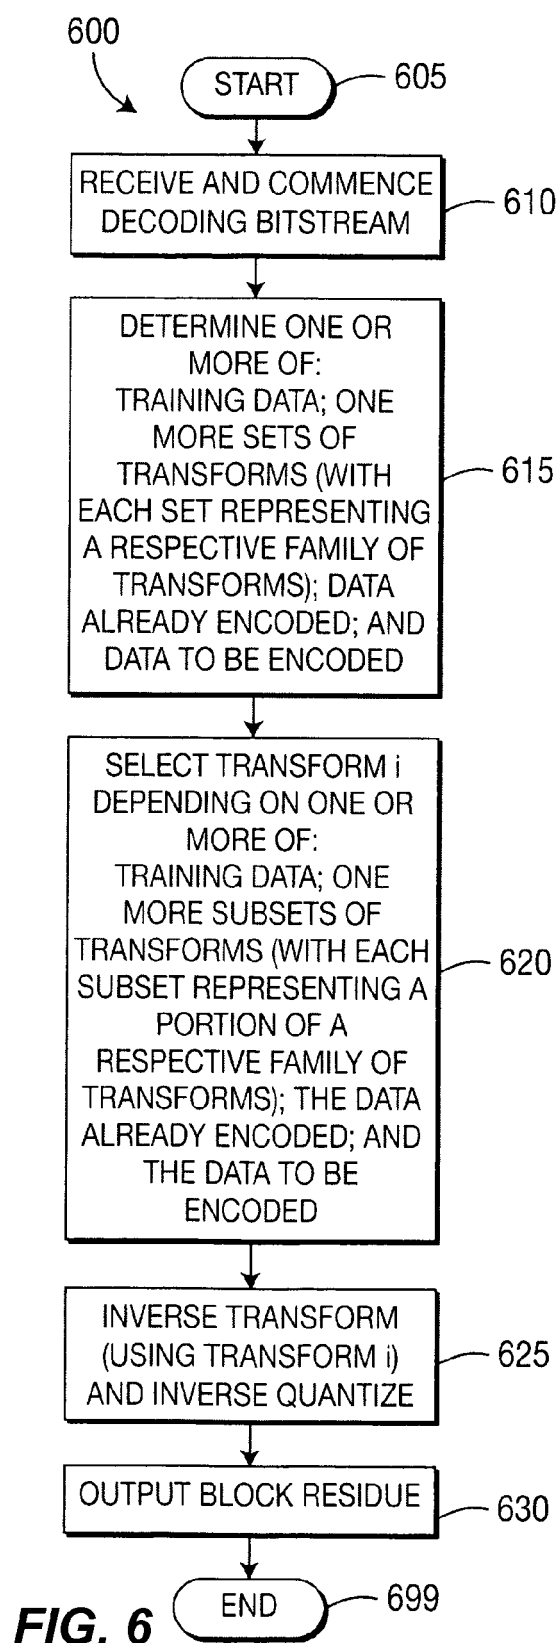 600
START
605
RECEIVE AND COMMENCE
DECODING BITSTREAM
610
DETERMINE ONE OR
MORE OF:
TRAINING DATA; ONE
MORE SETS OF
TRANSFORMS (WITH
EACH SET REPRESENTING
A RESPECTIVE FAMILY OF
TRANSFORMS); DATA
ALREADY ENCODED; AND
DATA TO BE ENCODED
615
SELECT TRANSFORM i
DEPENDING ON ONE OR
MORE OF:
TRAINING DATA; ONE
MORE SUBSETS OF
TRANSFORMS (WITH EACH
SUBSET REPRESENTING A
PORTION OF A
RESPECTIVE FAMILY OF
TRANSFORMS); THE DATA
ALREADY ENCODED; AND
THE DATA TO BE
ENCODED
620
INVERSE TRANSFORM
(USING TRANSFORM i)
AND INVERSE QUANTIZE
625
OUTPUT BLOCK RESIDUE
630
END
699
FIG. 6